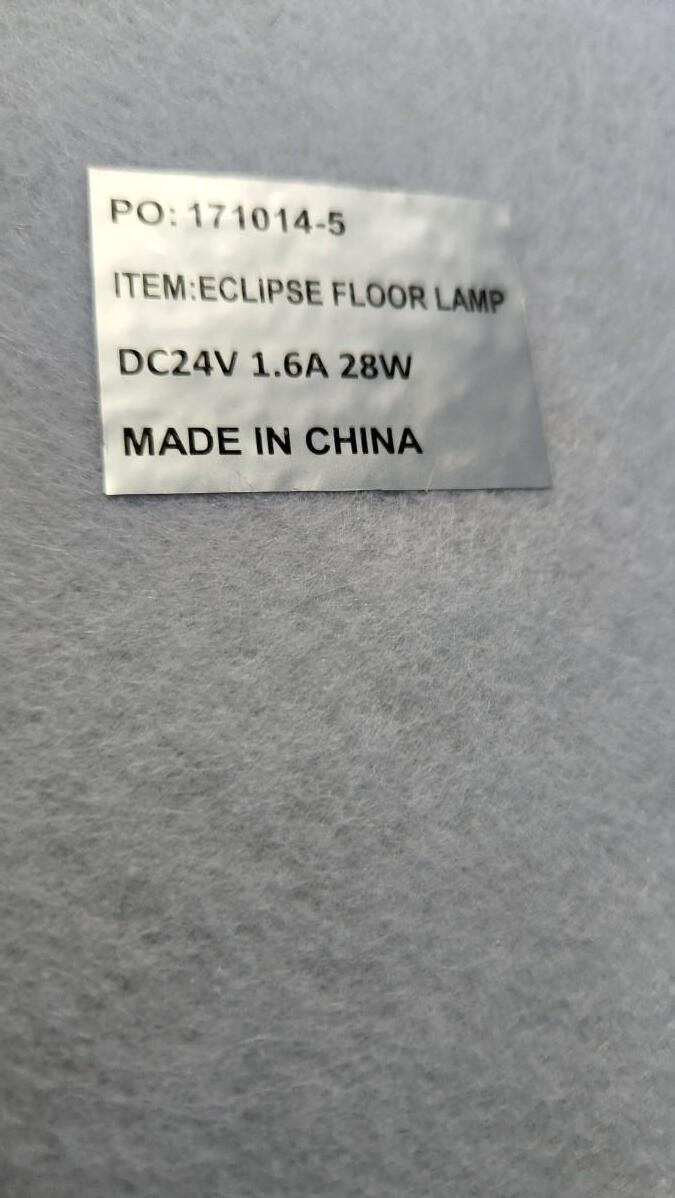 PO: 171014-5
ITEM:ECLiPSE FLOOR LAMP
DC24V 1.6A 28W
MADE IN CHINA